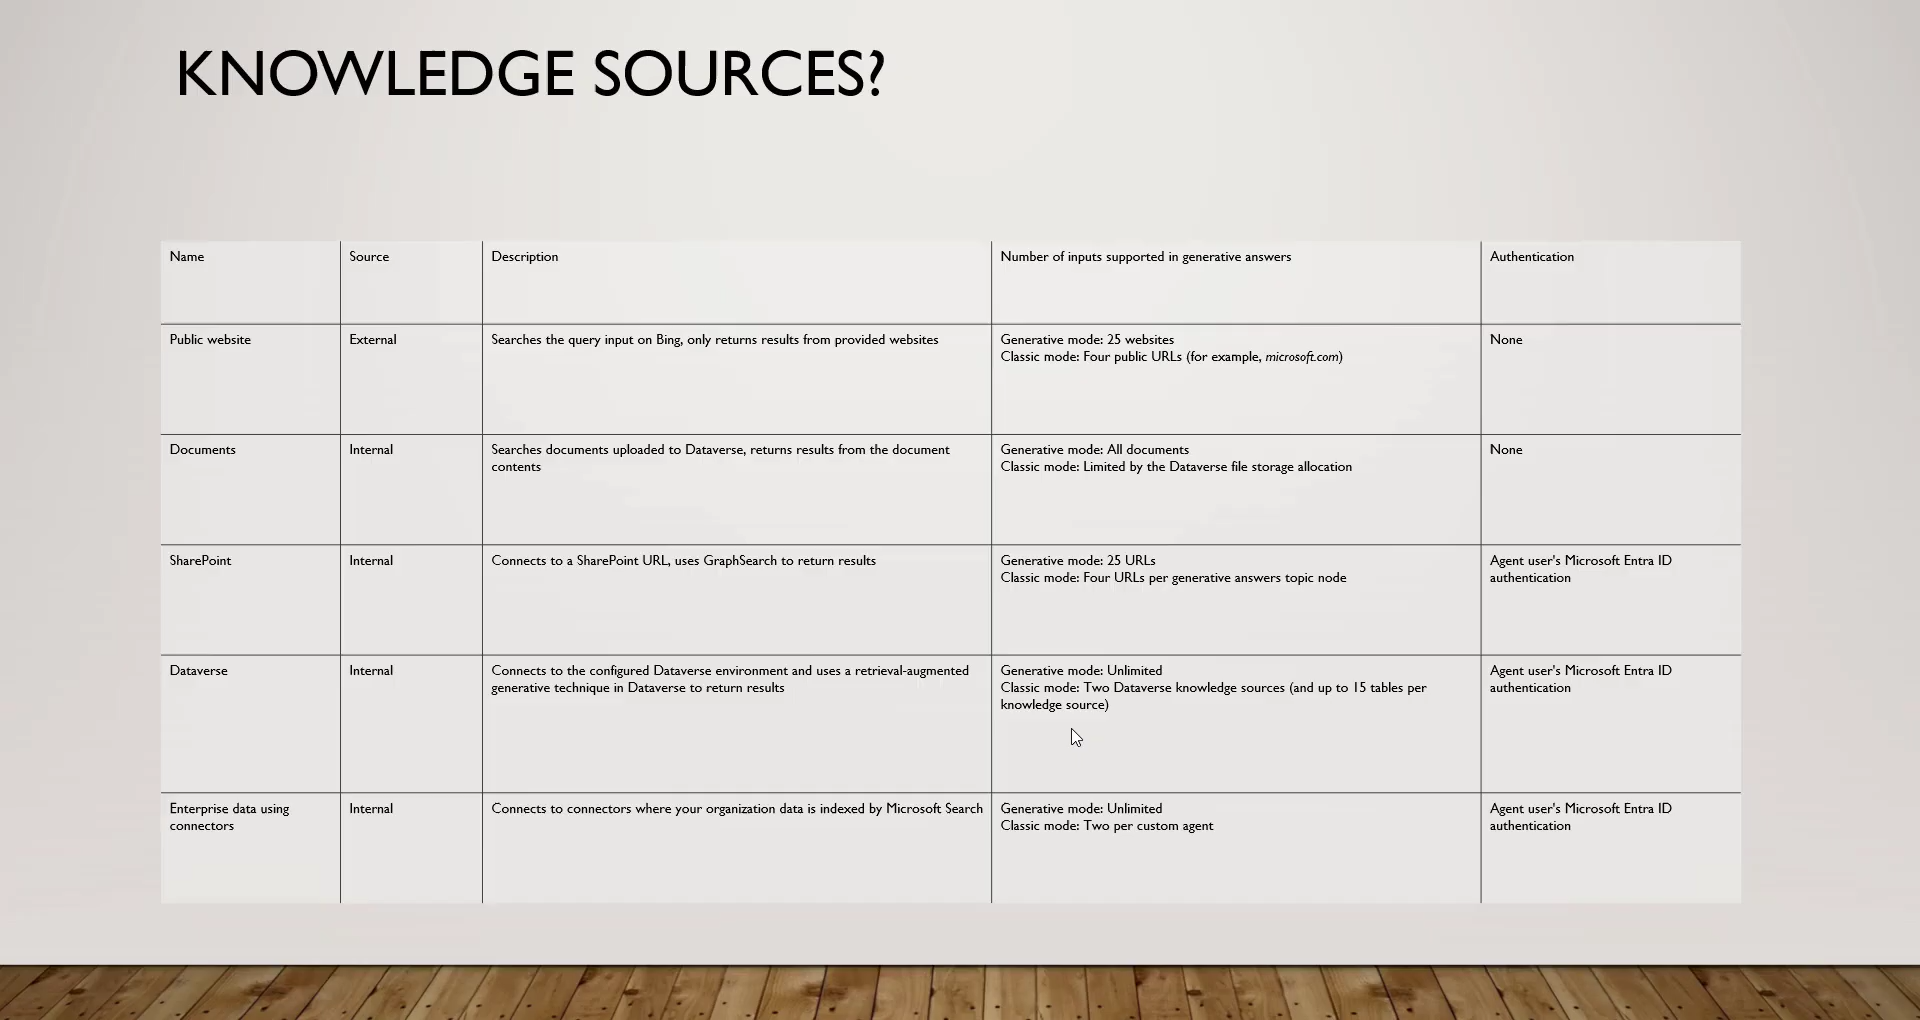 KNOWLEDGE SOURCES?
Name
Source
Description
Number of inputs supported in generative answers
Authentication
Public website
External
Searches the query input on Bing, only returns results from provided websites
Generative mode: 25 websites
Classic mode: Four public URLs (for example, microsoft.com)
None
Documents
Internal
Searches documents uploaded to Dataverse, returns results from the document
contents
Generative mode: All documents
Classic mode: Limited by the Dataverse file storage allocation
None
SharePoint
Internal
Connects to a SharePoint URL, uses GraphSearch to return results
Generative mode: 25 URLs
Classic mode: Four URLs per generative answers topic node
Agent user's Microsoft Entra ID
authentication
Dataverse
Internal
Connects to the configured Dataverse environment and uses a retrieval-augmented
generative technique in Dataverse to return results
Generative mode: Unlimited
Classic mode: Two Dataverse knowledge sources (and up to 15 tables per
knowledge source)
Agent user's Microsoft Entra ID
authentication
Enterprise data using
connectors
Internal
Connects to connectors where your organization data is indexed by Microsoft Search
Generative mode: Unlimited
Classic mode: Two per custom agent
Agent user's Microsoft Entra ID
authentication